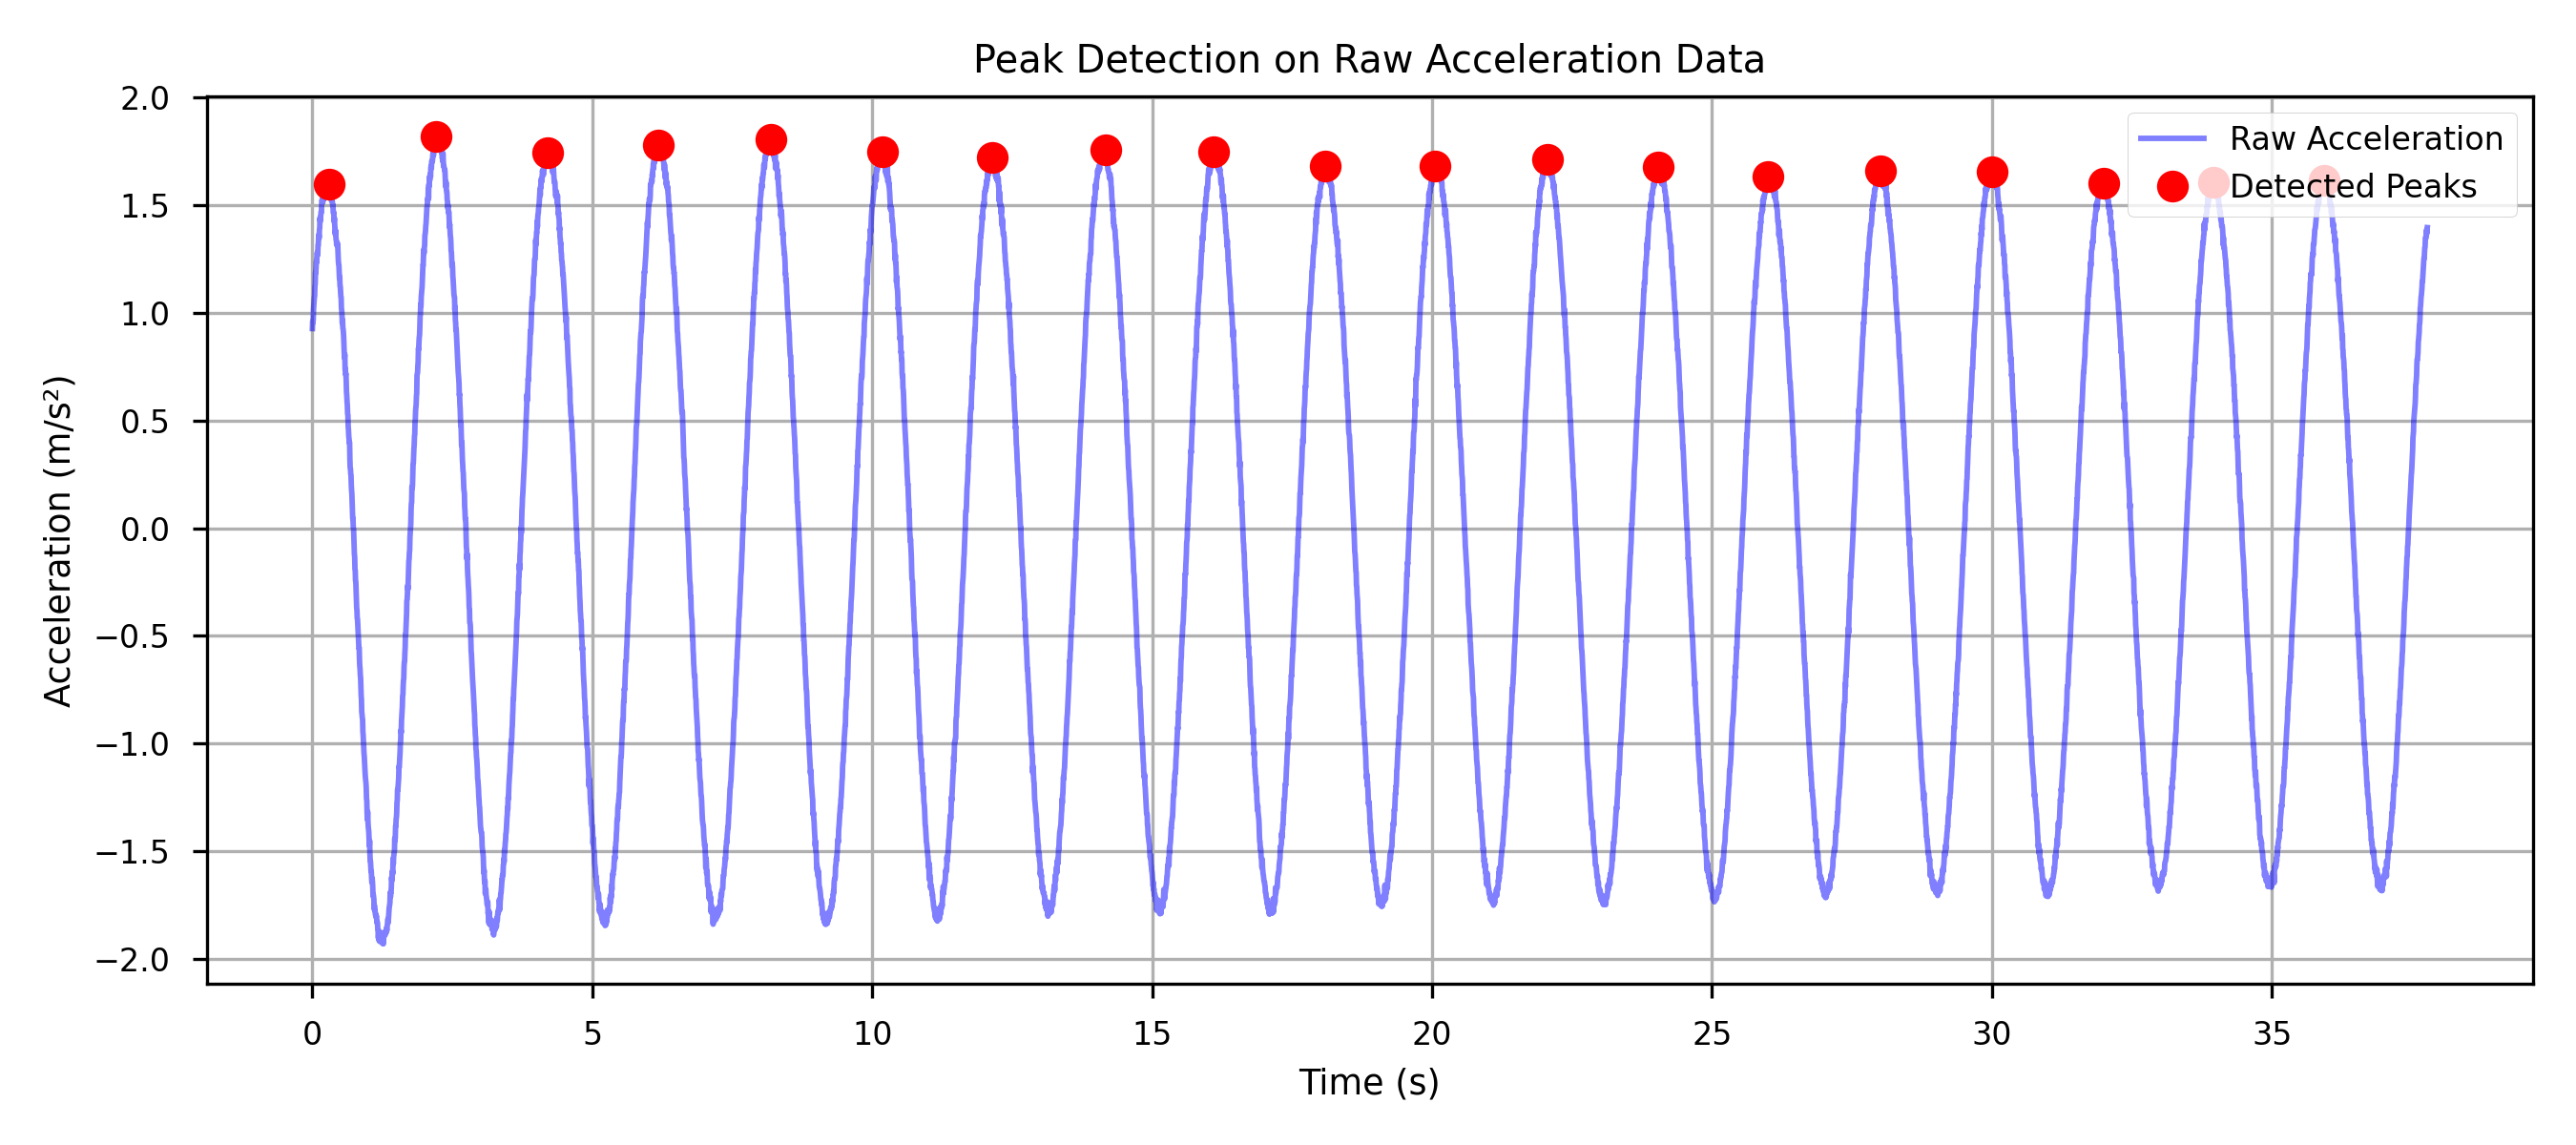 Peak Detection on Raw Acceleration Data
Raw Acceleration
Detected Peaks
2.0
1.5
1.0
0.5
0.0
−0.5
−1.0
−1.5
−2.0
Acceleration (m/s²)
0 5 10 15 20 25 30 35
Time (s)